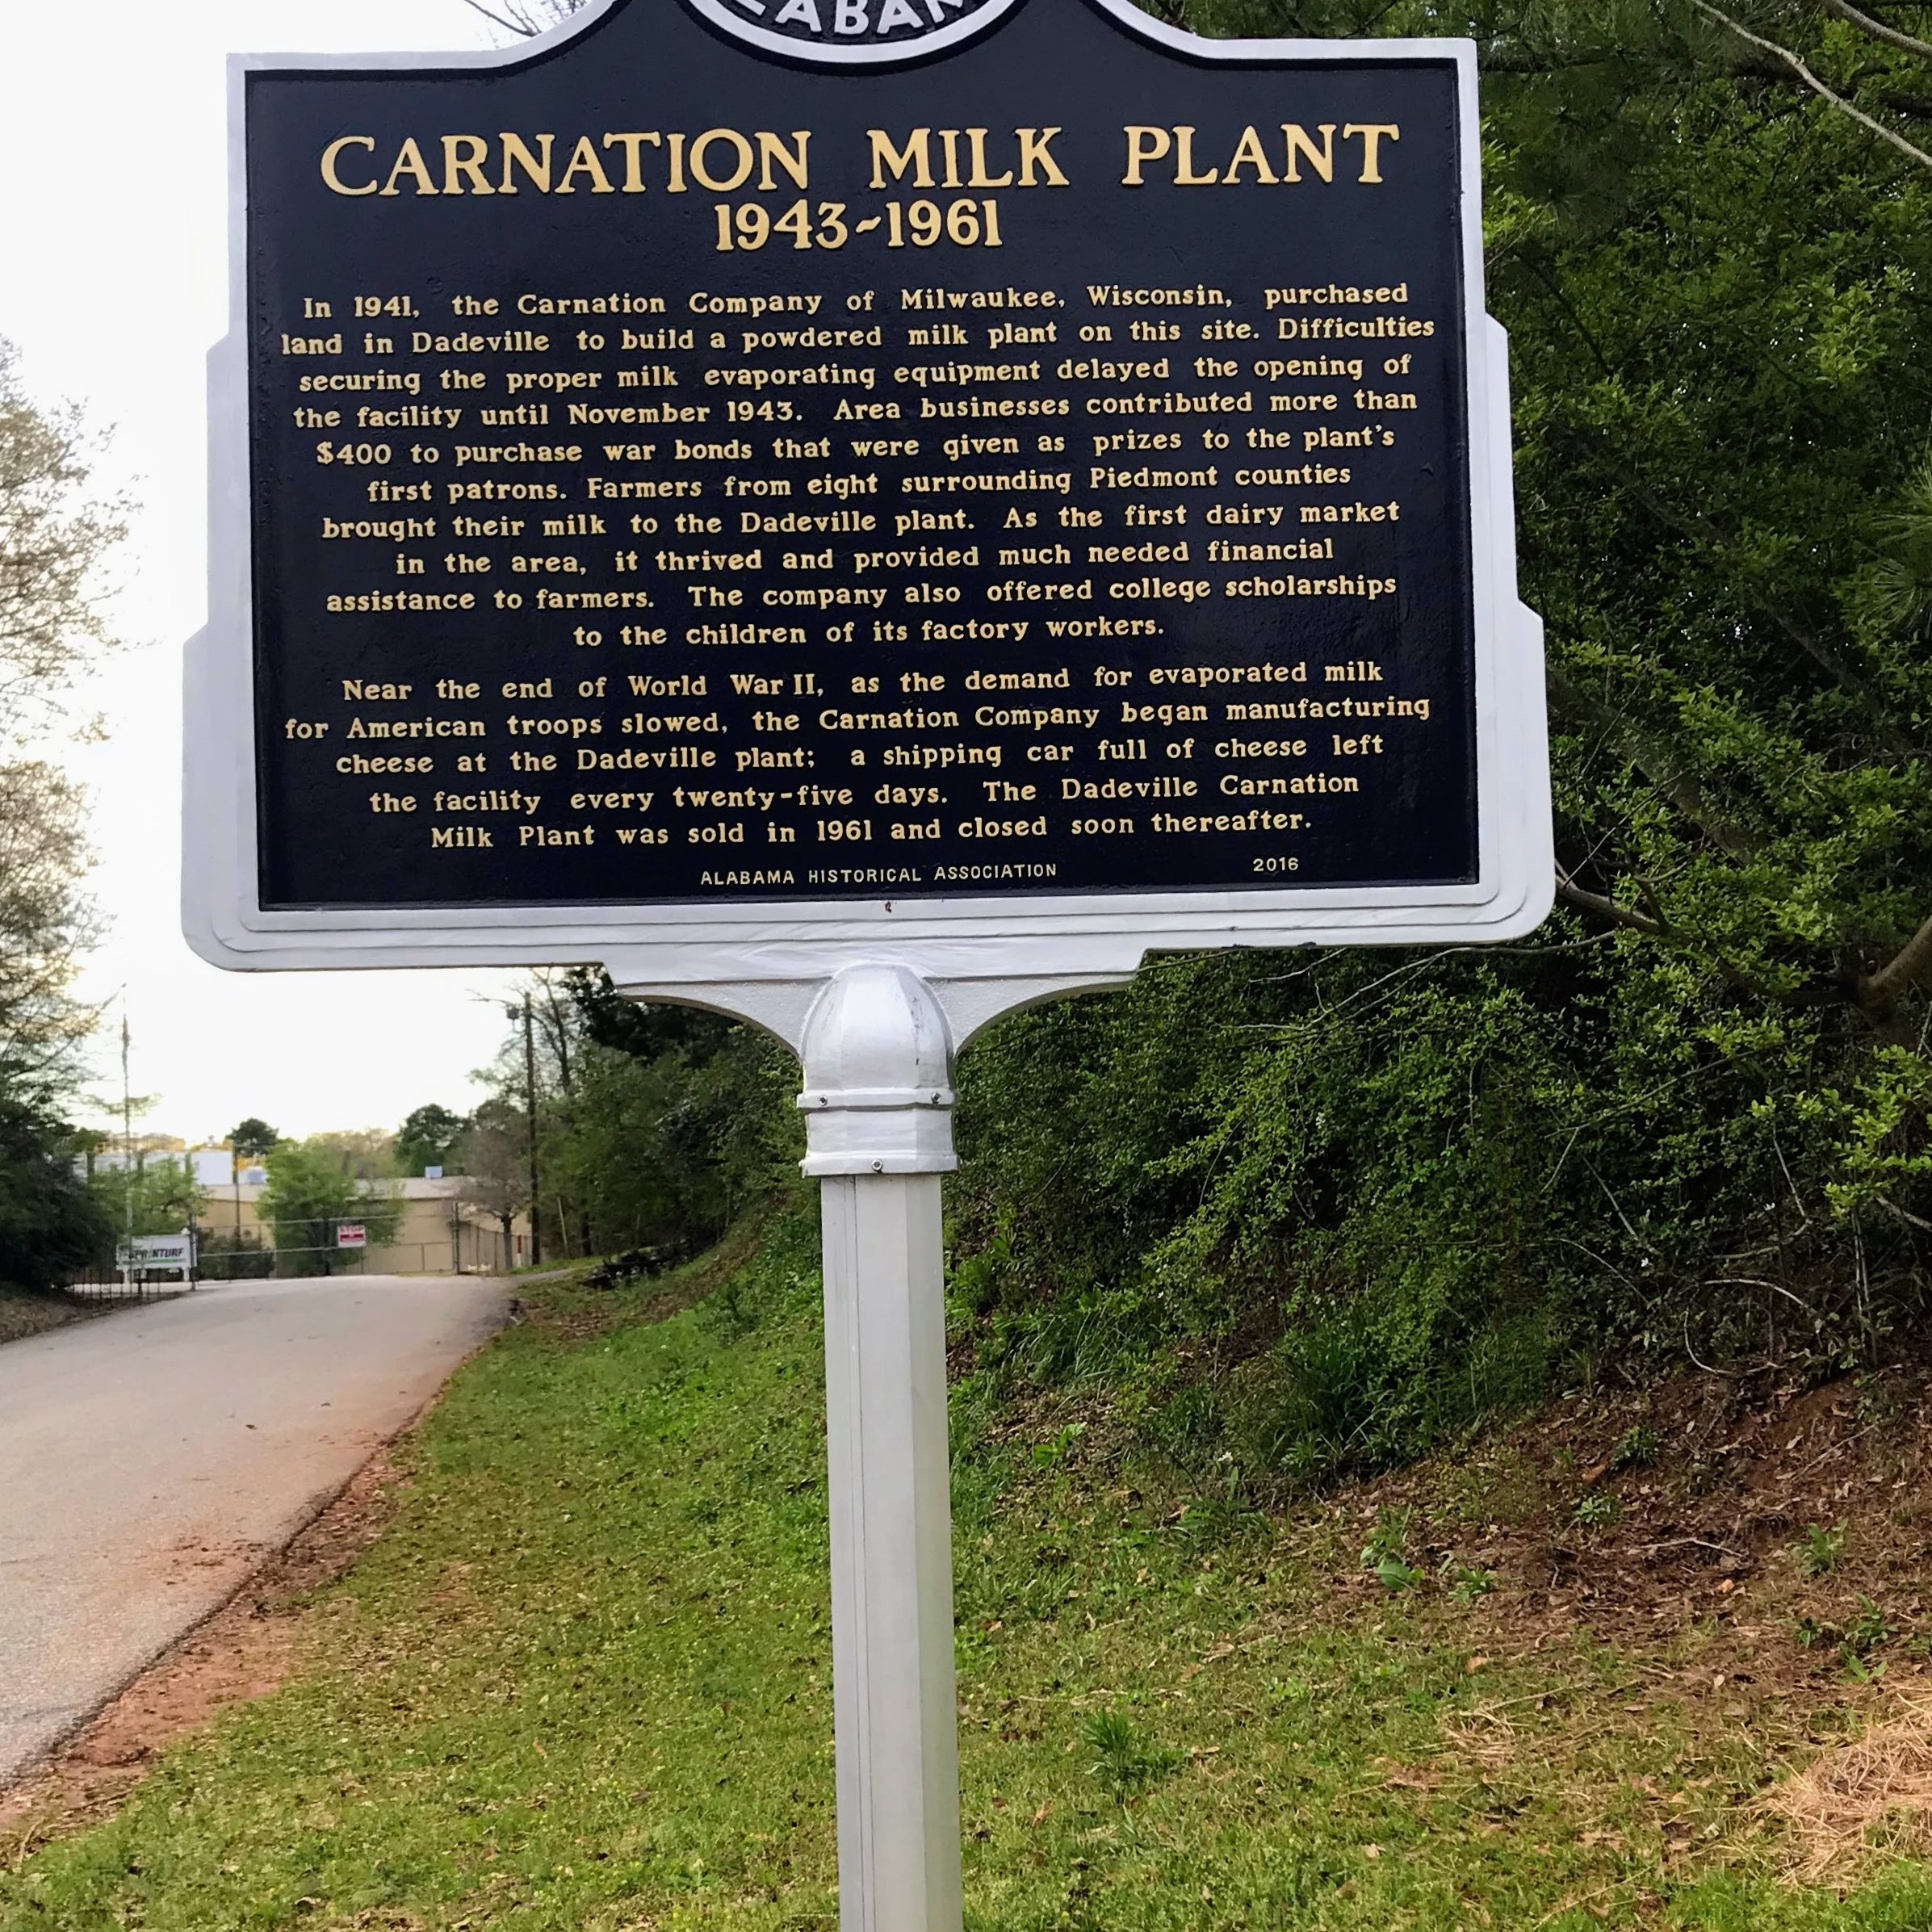 CARNATION MILK PLANT
1943~1961
In 1941, the Carnation Company of Milwaukee, Wisconsin, purchased
land in Dadeville to build a powdered milk plant on this site. Difficulties
securing the proper milk evaporating equipment delayed the opening of
the facility until November 1943. Area businesses contributed more than
$400 to purchase war bonds that were given as prizes to the plant's
first patrons. Farmers from eight surrounding Piedmont counties
brought their milk to the Dadeville plant. As the first dairy market
in the area, it thrived and provided much needed financial
assistance to farmers. The company also offered college scholarships
to the children of its factory workers.
Near the end of World War II, as the demand for evaporated milk
for American troops slowed, the Carnation Company began manufacturing
cheese at the Dadeville plant; a shipping car full of cheese left
the facility every twenty-five days. The Dadeville Carnation
Milk Plant was sold in 1961 and closed soon thereafter.
ALABAMA HISTORICAL ASSOCIATION 2016
STOP